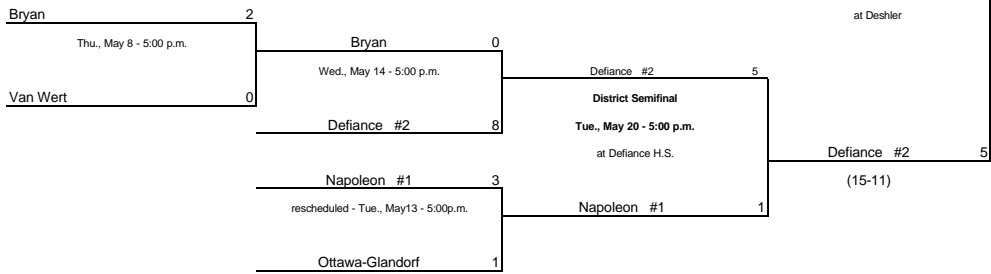 Bryan 2
at Deshler
Thu., May 8 - 5:00 p.m.
Bryan 0
Wed., May 14 - 5:00 p.m.
Defiance #2 5
Van Wert 0
District Semifinal
Defiance #2 8
Tue., May 20 - 5:00 p.m.
at Defiance H.S.
Defiance #2 5
Napoleon #1 3
(15-11)
rescheduled - Tue., May13 - 5:00p.m.
Napoleon #1 1
Ottawa-Glandorf 1